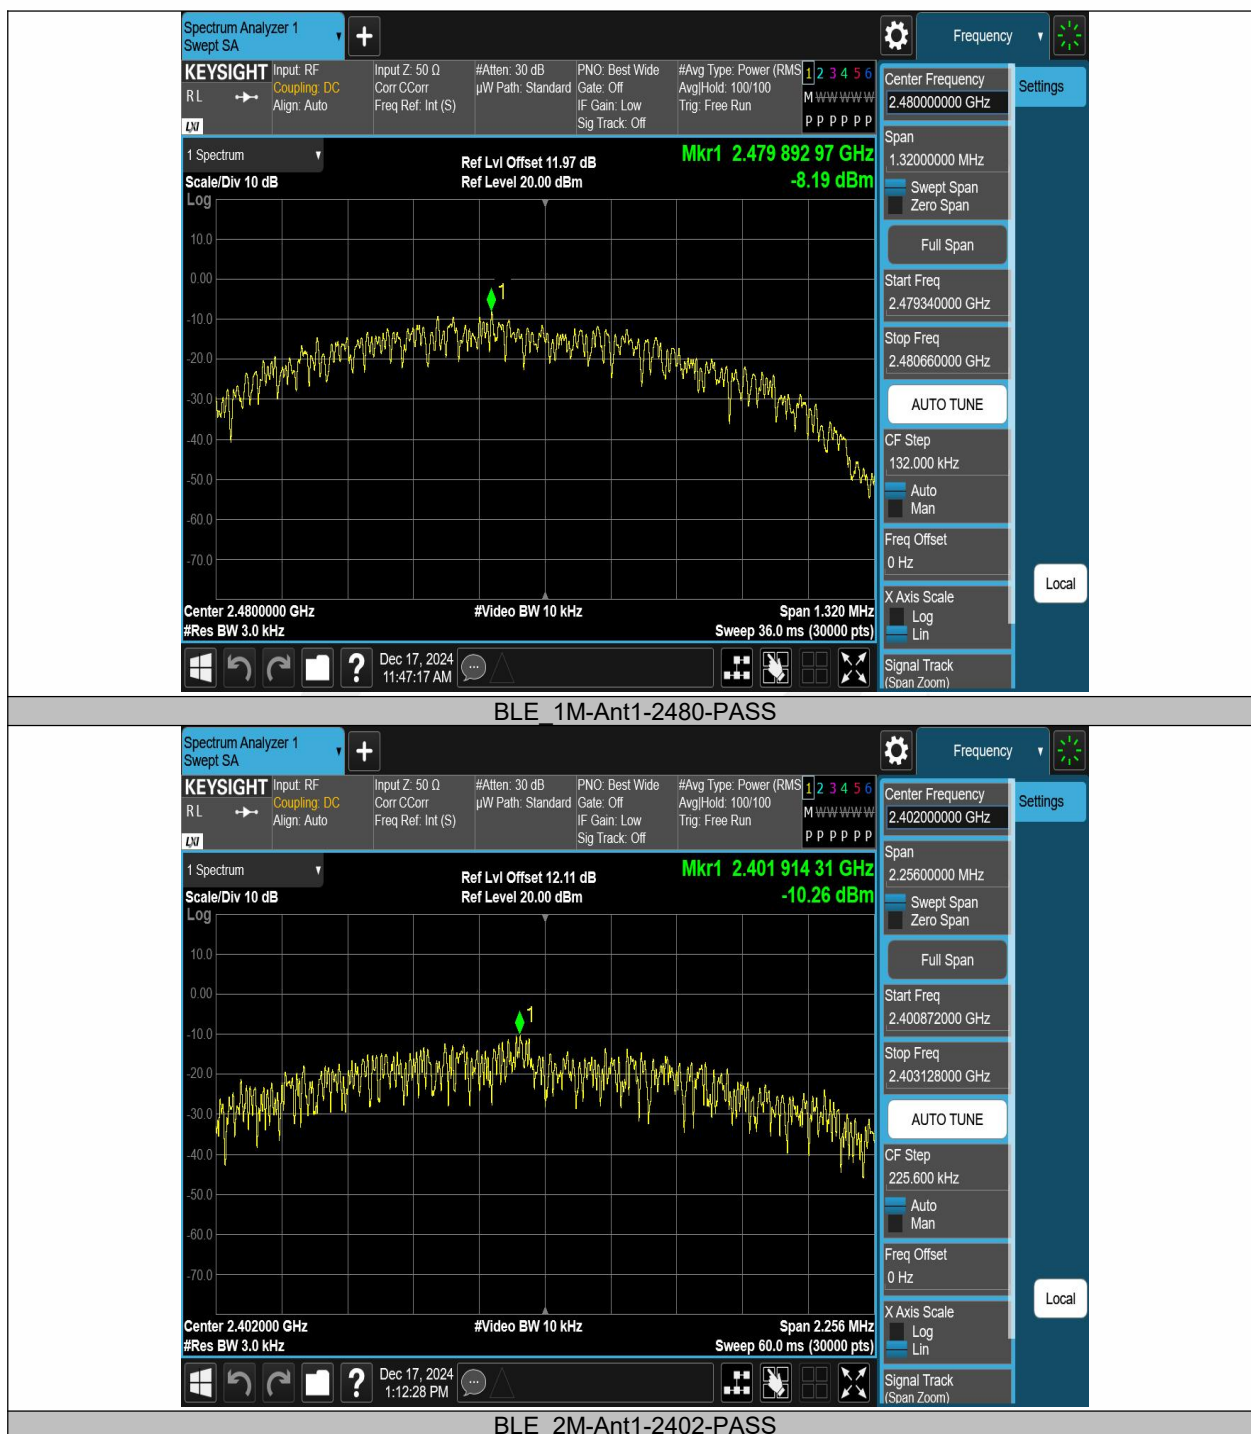 Spectrum Analyzer 1
Swept SA
Frequency
KEYSIGHT
RL
LXI
Input: RF
Coupling: DC
Align: Auto
Input Z: 50 Ω
Corr CCorr
Freq Ref: Int (S)
#Atten: 30 dB
µW Path: Standard
PNO: Best Wide
Gate: Off
IF Gain: Low
Sig Track: Off
#Avg Type: Power (RMS
Avg|Hold: 100/100
Trig: Free Run
1 2 3 4 5 6
M W W W W W
P P P P P P
1 Spectrum
Scale/Div 10 dB
Log
Ref Lvl Offset 11.97 dB
Ref Level 20.00 dBm
Mkr1 2.479 892 97 GHz
-8.19 dBm
1
10.0
0.00
-10.0
-20.0
-30.0
-40.0
-50.0
-60.0
-70.0
Center 2.4800000 GHz
#Res BW 3.0 kHz
#Video BW 10 kHz
Span 1.320 MHz
Sweep 36.0 ms (30000 pts)
?
Dec 17, 2024
11:47:17 AM
Center Frequency
2.480000000 GHz
Settings
Span
1.32000000 MHz
Swept Span
Zero Span
Full Span
Start Freq
2.479340000 GHz
Stop Freq
2.480660000 GHz
AUTO TUNE
CF Step
132.000 kHz
Auto
Man
Freq Offset
0 Hz
X Axis Scale
Log
Lin
Local
Signal Track
(Span Zoom)
BLE_1M-Ant1-2480-PASS
Spectrum Analyzer 1
Swept SA
Frequency
KEYSIGHT
RL
LXI
Input: RF
Coupling: DC
Align: Auto
Input Z: 50 Ω
Corr CCorr
Freq Ref: Int (S)
#Atten: 30 dB
µW Path: Standard
PNO: Best Wide
Gate: Off
IF Gain: Low
Sig Track: Off
#Avg Type: Power (RMS
Avg|Hold: 100/100
Trig: Free Run
1 2 3 4 5 6
M W W W W W
P P P P P P
1 Spectrum
Scale/Div 10 dB
Log
Ref Lvl Offset 12.11 dB
Ref Level 20.00 dBm
Mkr1 2.401 914 31 GHz
-10.26 dBm
1
10.0
0.00
-10.0
-20.0
-30.0
-40.0
-50.0
-60.0
-70.0
Center 2.402000 GHz
#Res BW 3.0 kHz
#Video BW 10 kHz
Span 2.256 MHz
Sweep 60.0 ms (30000 pts)
?
Dec 17, 2024
1:12:28 PM
Center Frequency
2.402000000 GHz
Settings
Span
2.25600000 MHz
Swept Span
Zero Span
Full Span
Start Freq
2.400872000 GHz
Stop Freq
2.403128000 GHz
AUTO TUNE
CF Step
225.600 kHz
Auto
Man
Freq Offset
0 Hz
X Axis Scale
Log
Lin
Local
Signal Track
(Span Zoom)
BLE_2M-Ant1-2402-PASS